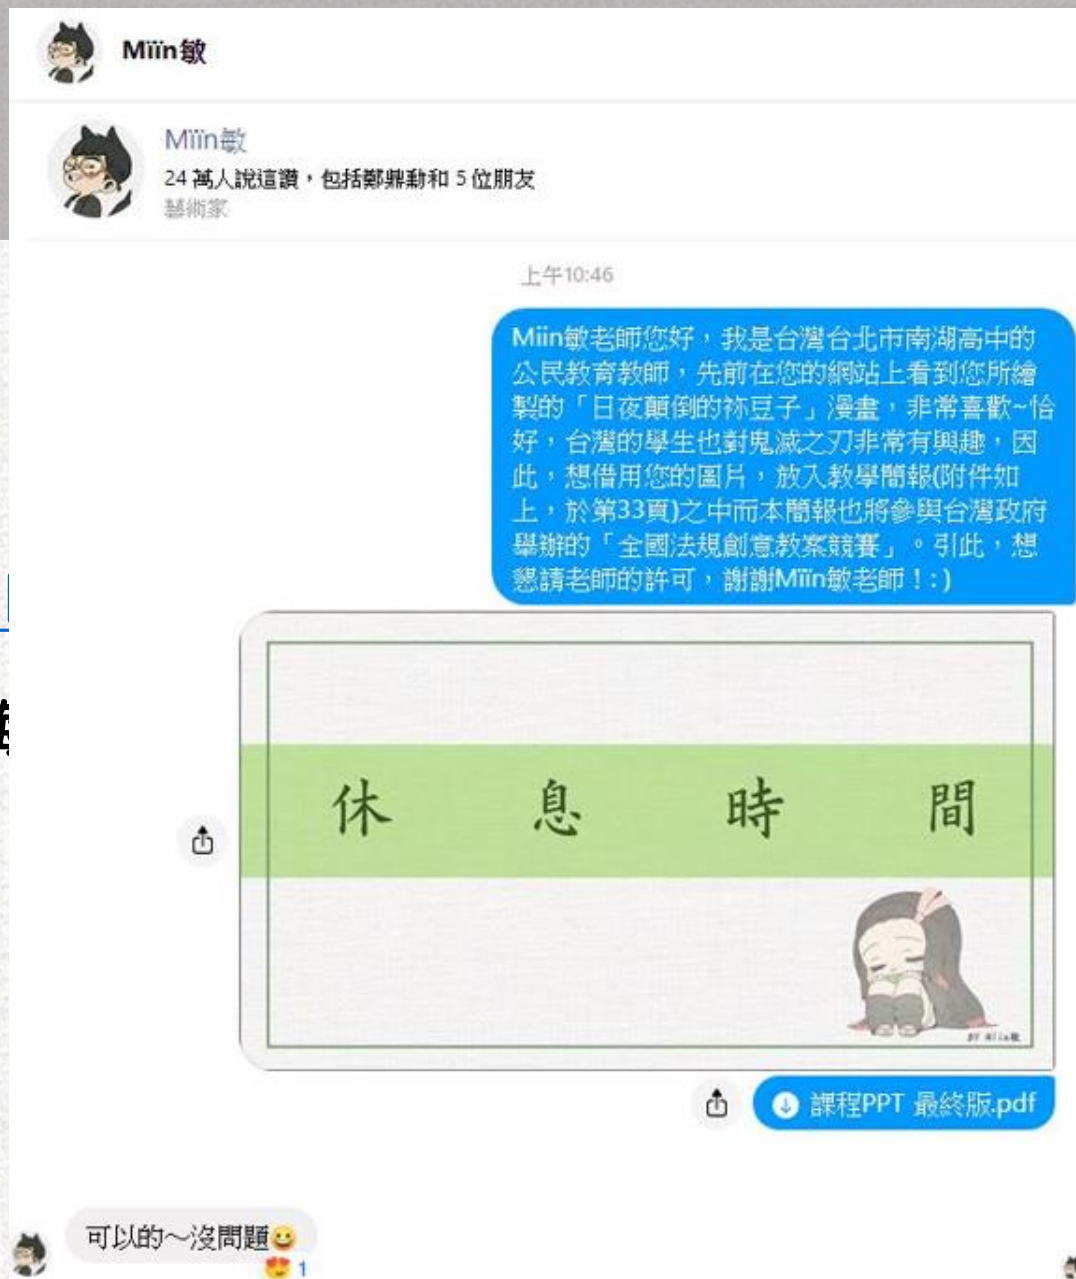 Miïn敏
Miïn敏
24 萬人說這讚，包括鄭鼎勳和 5 位朋友
藝術家
上午10:46
Miin敏老師您好，我是台灣台北市南湖高中的
公民教育教師，先前在您的網站上看到您所繪
製的「日夜顛倒的祢豆子」漫畫，非常喜歡~恰
好，台灣的學生也對鬼滅之刃非常有興趣，因
此，想借用您的圖片，放入教學簡報(附件如
上，於第33頁)之中而本簡報也將參與台灣政府
舉辦的「全國法規創意教案競賽」。引此，想
懇請老師的許可，謝謝Miïn敏老師！:)
休息時間
BY Miin敏
課程PPT 最終版.pdf
可以的～沒問題😀
😍 1